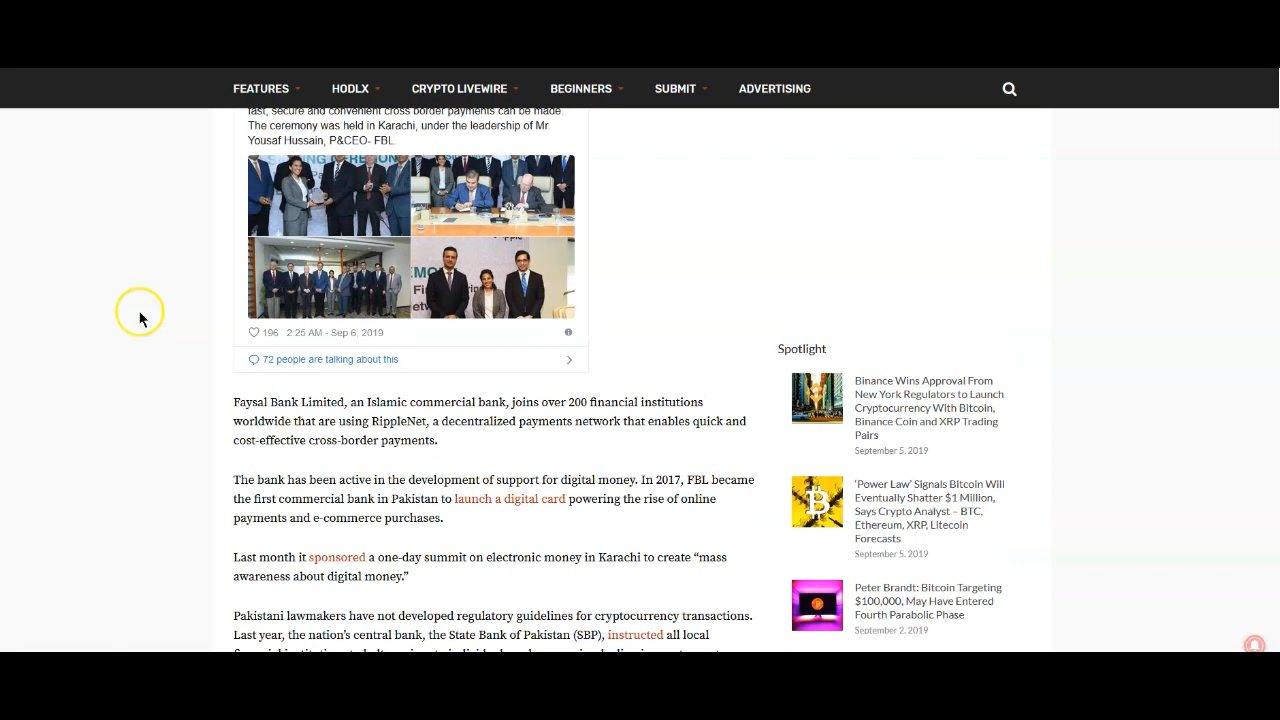 FEATURES HODLX CRYPTO LIVEWIRE BEGINNERS SUBMIT ADVERTISING
fast, secure and convenient cross border payments can be made.
The ceremony was held in Karachi, under the leadership of Mr.
Yousaf Hussain, P&CEO- FBL.
196 2:25 AM - Sep 6, 2019
72 people are talking about this
Faysal Bank Limited, an Islamic commercial bank, joins over 200 financial institutions
worldwide that are using RippleNet, a decentralized payments network that enables quick and
cost-effective cross-border payments.
The bank has been active in the development of support for digital money. In 2017, FBL became
the first commercial bank in Pakistan to launch a digital card powering the rise of online
payments and e-commerce purchases.
Last month it sponsored a one-day summit on electronic money in Karachi to create “mass
awareness about digital money.”
Pakistani lawmakers have not developed regulatory guidelines for cryptocurrency transactions.
Last year, the nation’s central bank, the State Bank of Pakistan (SBP), instructed all local
Spotlight
Binance Wins Approval From
New York Regulators to Launch
Cryptocurrency With Bitcoin,
Binance Coin and XRP Trading
Pairs
September 5, 2019
‘Power Law’ Signals Bitcoin Will
Eventually Shatter $1 Million,
Says Crypto Analyst – BTC,
Ethereum, XRP, Litecoin
Forecasts
September 5, 2019
Peter Brandt: Bitcoin Targeting
$100,000, May Have Entered
Fourth Parabolic Phase
September 2, 2019